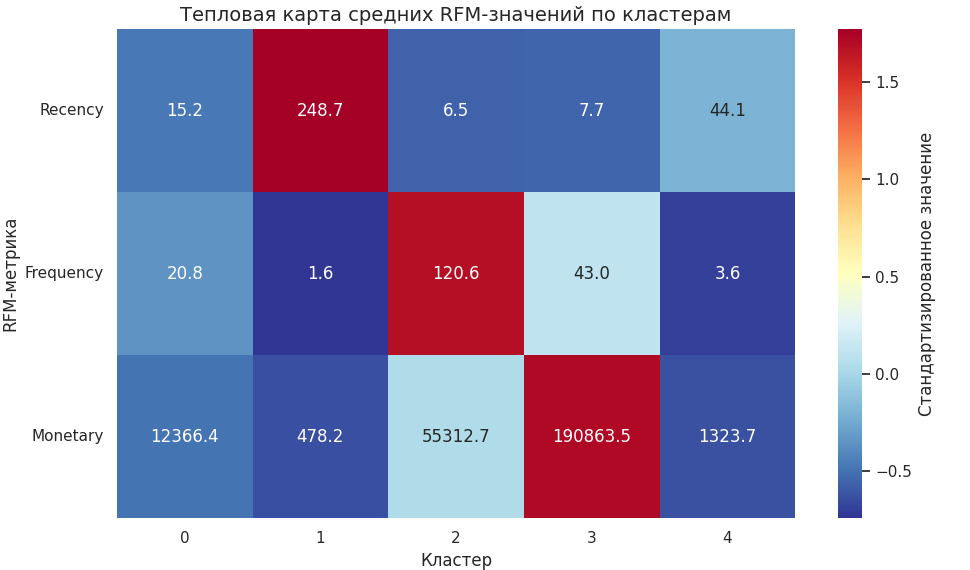 Тепловая карта средних RFM-значений по кластерам
RFM-метрика
Recency 15.2 248.7 6.5 7.7 44.1
Frequency 20.8 1.6 120.6 43.0 3.6
Monetary 12366.4 478.2 55312.7 190863.5 1323.7
0 1 2 3 4
Кластер
1.5
1.0
0.5
0.0
−0.5
Стандартизированное значение